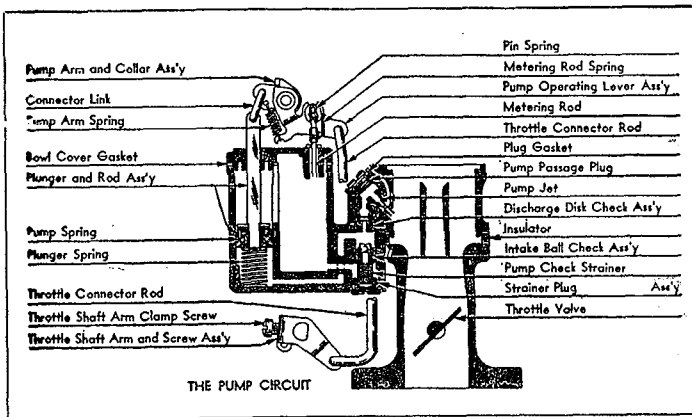 Pump Arm and Collar Ass'y
Connector Link
Pump Arm Spring
Bowl Cover Gasket
Plunger and Rod Ass'y
Pump Spring
Plunger Spring
Throttle Connector Rod
Throttle Shaft Arm Clamp Screw
Throttle Shaft Arm and Screw Ass'y
Pin Spring
Metering Rod Spring
Pump Operating Lever Ass'y
Metering Rod
Throttle Connector Rod
Plug Gasket
Pump Passage Plug
Pump Jet
Discharge Disk Check Ass'y
Insulator
Intake Ball Check Ass'y
Pump Check Strainer
Strainer Plug Ass'y
Throttle Valve
THE PUMP CIRCUIT